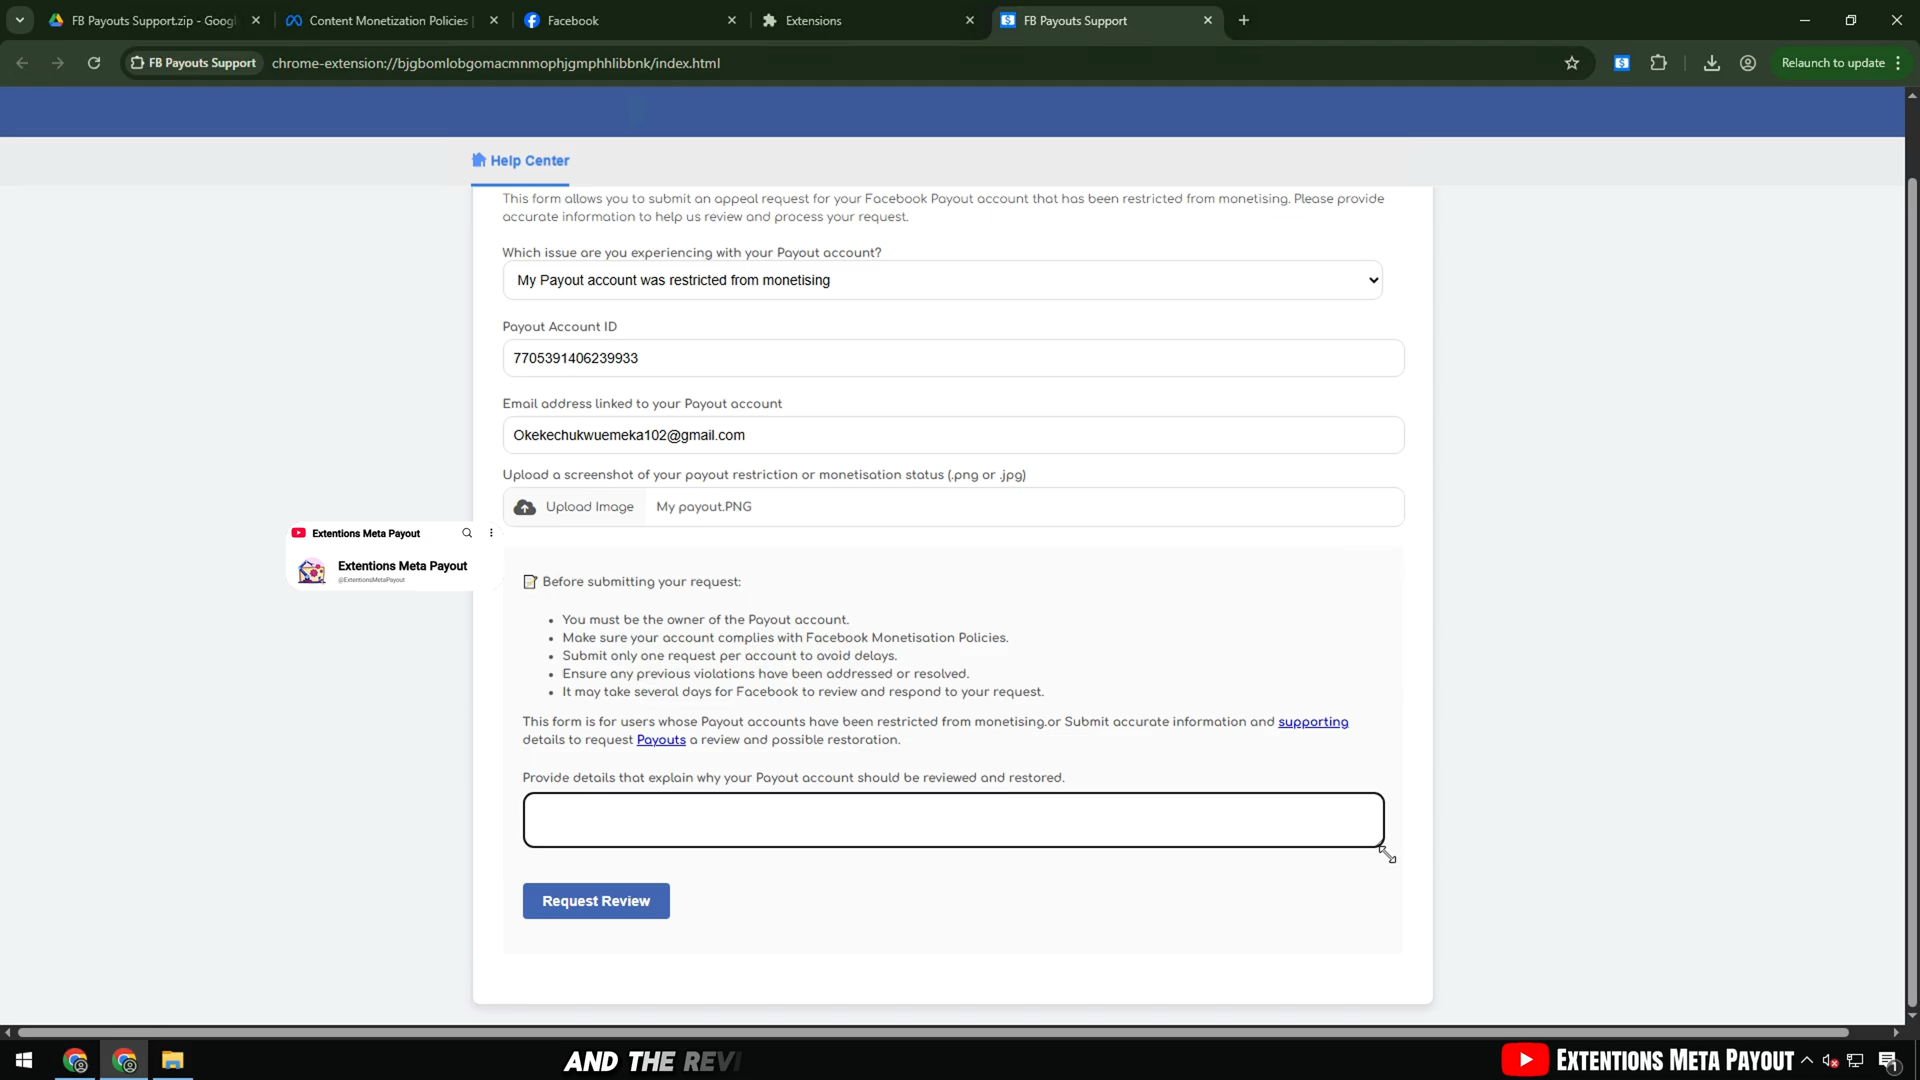 FB Payouts Support.zip - Googl
Content Monetization Policies
Facebook
Extensions
FB Payouts Support
FB Payouts Support
chrome-extension://bjgbomlobgomacmnmophjgmphhlibbnk/index.html
Relaunch to update
Help Center
This form allows you to submit an appeal request for your Facebook Payout account that has been restricted from monetising. Please provide
accurate information to help us review and process your request.
Which issue are you experiencing with your Payout account?
My Payout account was restricted from monetising
Payout Account ID
7705391406239933
Email address linked to your Payout account
Okekechukwuemeka102@gmail.com
Upload a screenshot of your payout restriction or monetisation status (.png or .jpg)
Upload Image My payout.PNG
Extentions Meta Payout
Extentions Meta Payout
@ExtentionsMetaPayout
Before submitting your request:
• You must be the owner of the Payout account.
• Make sure your account complies with Facebook Monetisation Policies.
• Submit only one request per account to avoid delays.
• Ensure any previous violations have been addressed or resolved.
• It may take several days for Facebook to review and respond to your request.
This form is for users whose Payout accounts have been restricted from monetising.or Submit accurate information and supporting
details to request Payouts a review and possible restoration.
Provide details that explain why your Payout account should be reviewed and restored.
Request Review
AND THE REVI
EXTENTIONS META PAYOUT
1